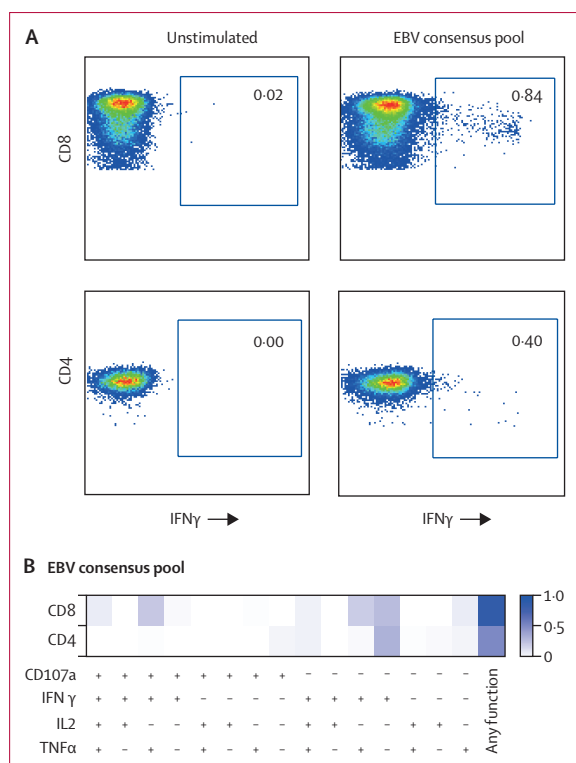 A
Unstimulated
EBV consensus pool
CD8
0·02
0·84
CD4
0·00
0·40
IFNγ
IFNγ
B EBV consensus pool
CD8
CD4
1·0
0·5
0
CD107a + + + + + + + + – – – – – – –
IFN γ + + + + – – – – + + + + – – –
IL2 + + – – + + – – + + – – + + –
TNFα + – + – + – + – + – + – + – +
Any function